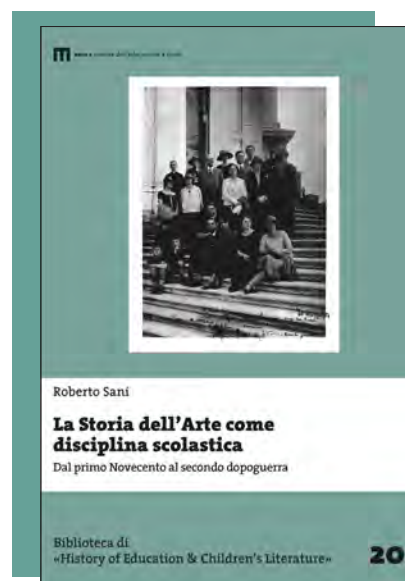 Roberto Sani
La Storia dell'Arte come
disciplina scolastica
Dal primo Novecento al secondo dopoguerra
Biblioteca di
«History of Education & Children's Literature»
20